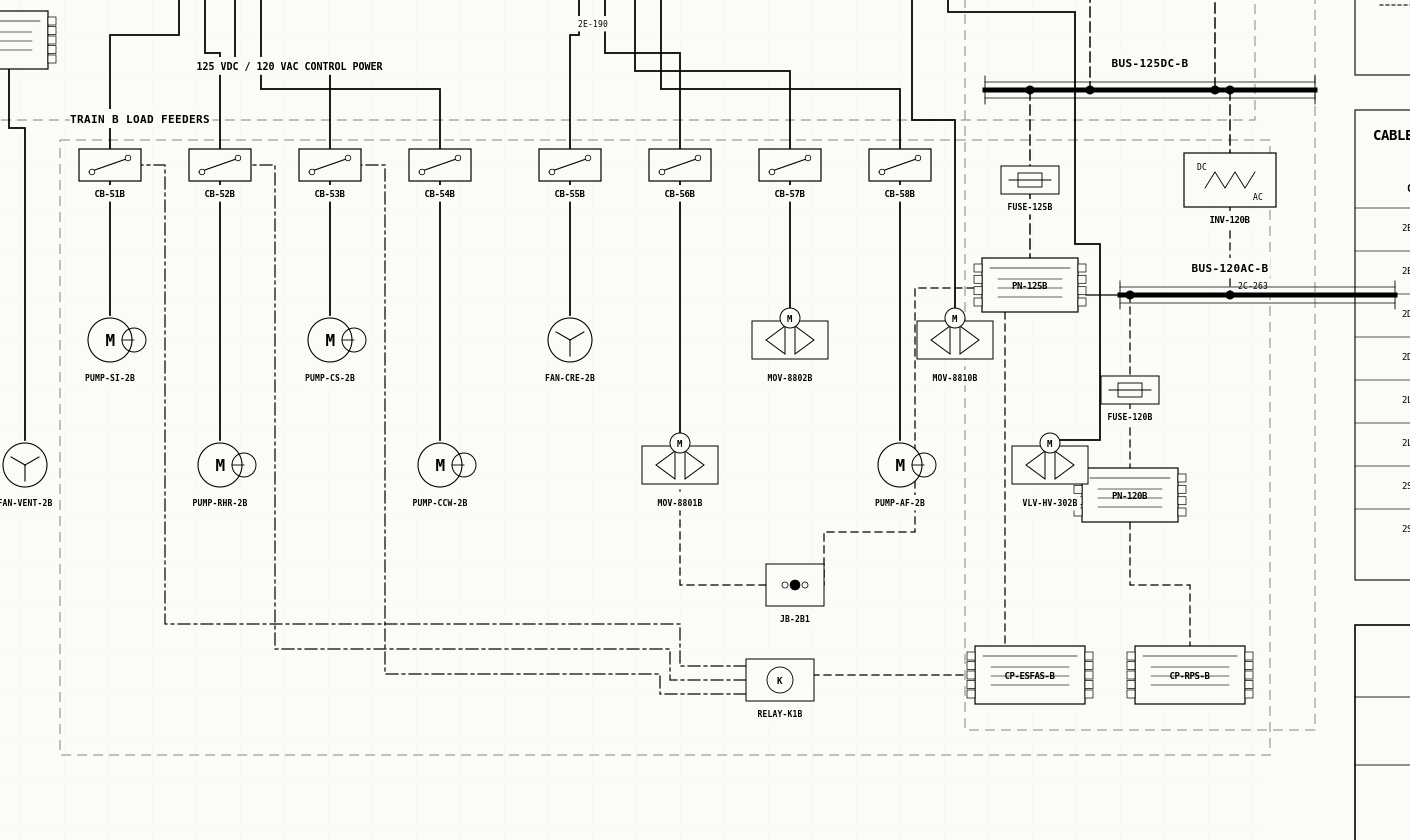 2E-190
BUS-125DC-B
125 VDC / 120 VAC CONTROL POWER
TRAIN B LOAD FEEDERS
CABLE
DC
AC
CB-51B
CB-52B
CB-53B
CB-54B
CB-55B
CB-56B
CB-57B
CB-58B
FUSE-125B
INV-120B
BUS-120AC-B
PN-125B
2C-263
M
M
M
M
PUMP-SI-2B
PUMP-CS-2B
FAN-CRE-2B
MOV-8802B
MOV-8810B
FUSE-120B
M
M
M
M
M
PN-120B
FAN-VENT-2B
PUMP-RHR-2B
PUMP-CCW-2B
MOV-8801B
PUMP-AF-2B
VLV-HV-302B
JB-2B1
K
CP-ESFAS-B
CP-RPS-B
RELAY-K1B